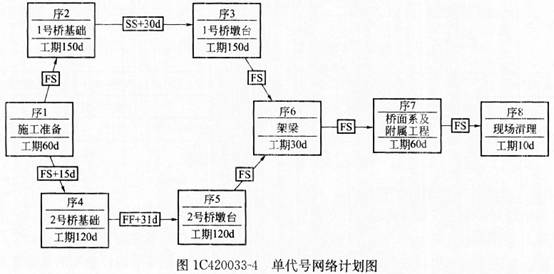 序2
1号桥基础
工期150d
SS+30d
序3
1号桥墩台
工期150d
FS
FS
序1
施工准备
工期60d
序6
架梁
工期30d
FS
序7
桥面系及
附属工程
工期60d
FS
序8
现场清理
工期10d
FS+15d
FS
序4
2号桥基础
工期120d
FF+31d
序5
2号桥墩台
工期120d
图 1C420033-4 单代号网络计划图